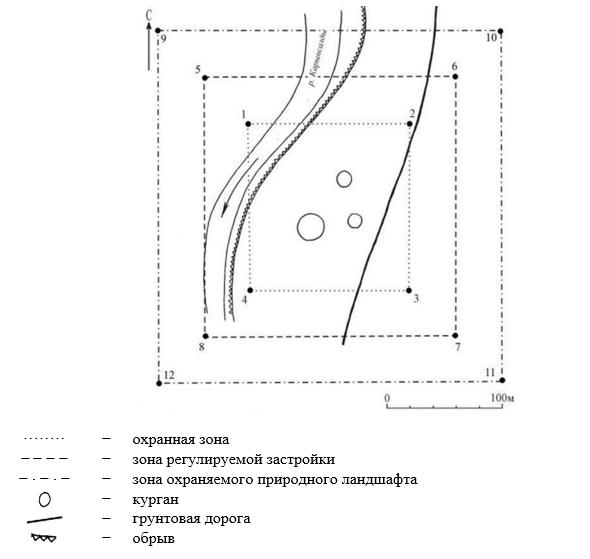 С
9
10
р. Карынсалды
5
6
1
2
4
3
8
7
12
11
0 100м
– охранная зона
– зона регулируемой застройки
– зона охраняемого природного ландшафта
– курган
– грунтовая дорога
– обрыв